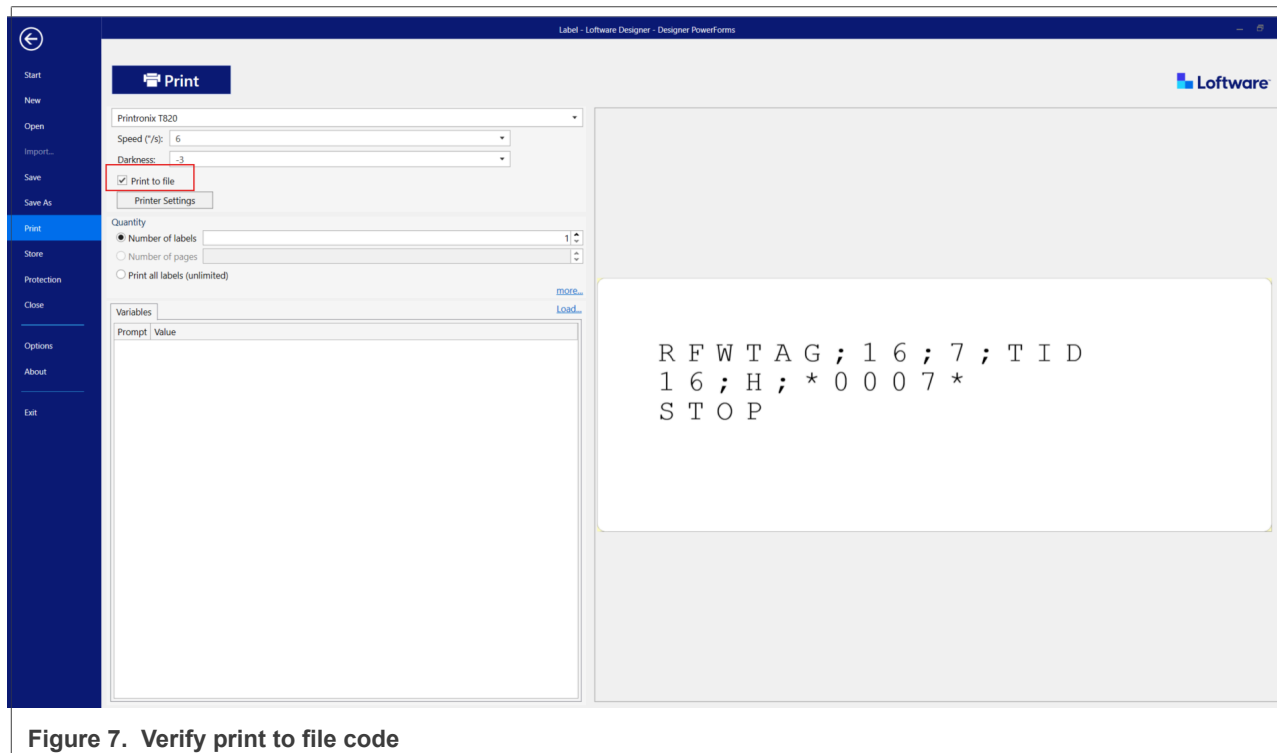 Label - Loftware Designer - Designer PowerForms
Start
New
Open
Import...
Save
Save As
Print
Store
Protection
Close
Options
About
Exit
Print
Loftware
Printronix T820
Speed ("/s): 6
Darkness: -3
Print to file
Printer Settings
Quantity
Number of labels 1
Number of pages
Print all labels (unlimited)
more...
Variables Load...
Prompt Value
RFWTAG;16;7;TID
16;H;*0007*
STOP
Figure 7. Verify print to file code